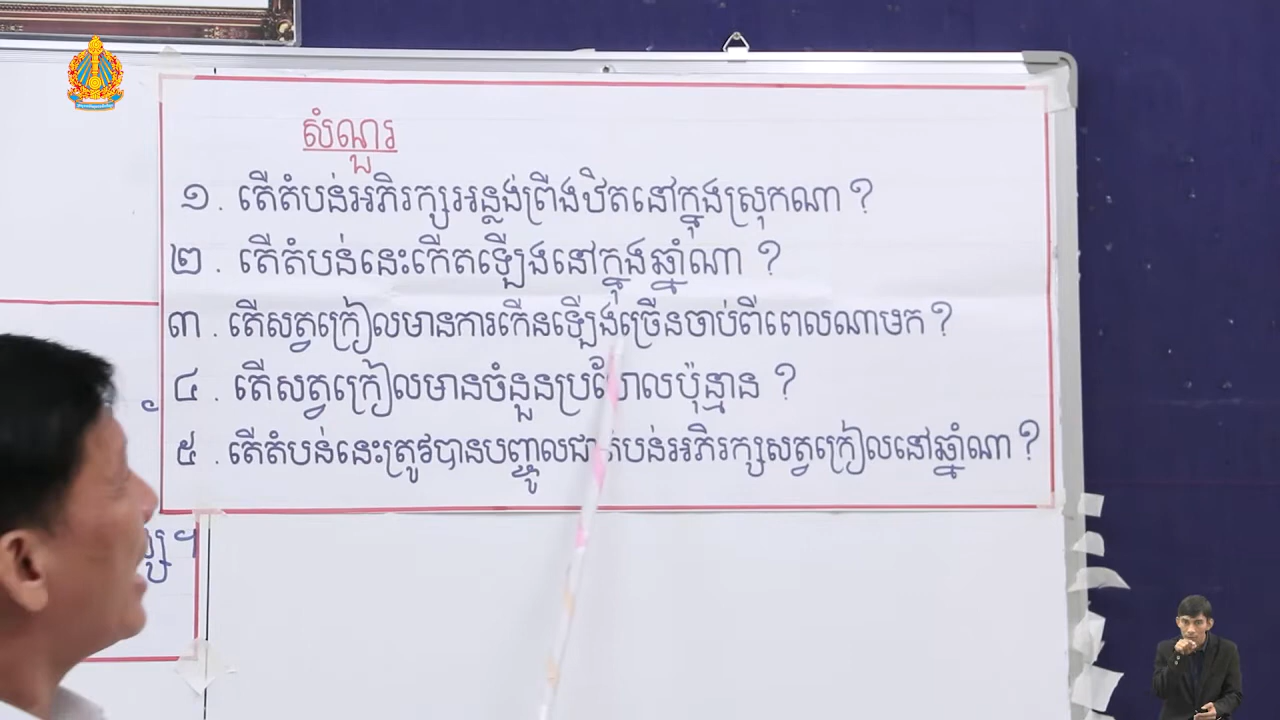 សំណួរ
១. តើតំបន់អភិរក្សអន្លង់ព្រីងឋិតនៅក្នុងស្រុកណា ?
២. តើតំបន់នេះកើតឡើងនៅក្នុងឆ្នាំណា ?
៣. តើសត្វក្រៀលមានការកើនឡើងច្រើនចាប់ពីពេលណាមក ?
៤. តើសត្វក្រៀលមានចំនួនប្រហែលប៉ុន្មាន ?
៥. តើតំបន់នេះត្រូវបានបញ្ចូលជាតំបន់អភិរក្សសត្វក្រៀលនៅឆ្នាំណា ?